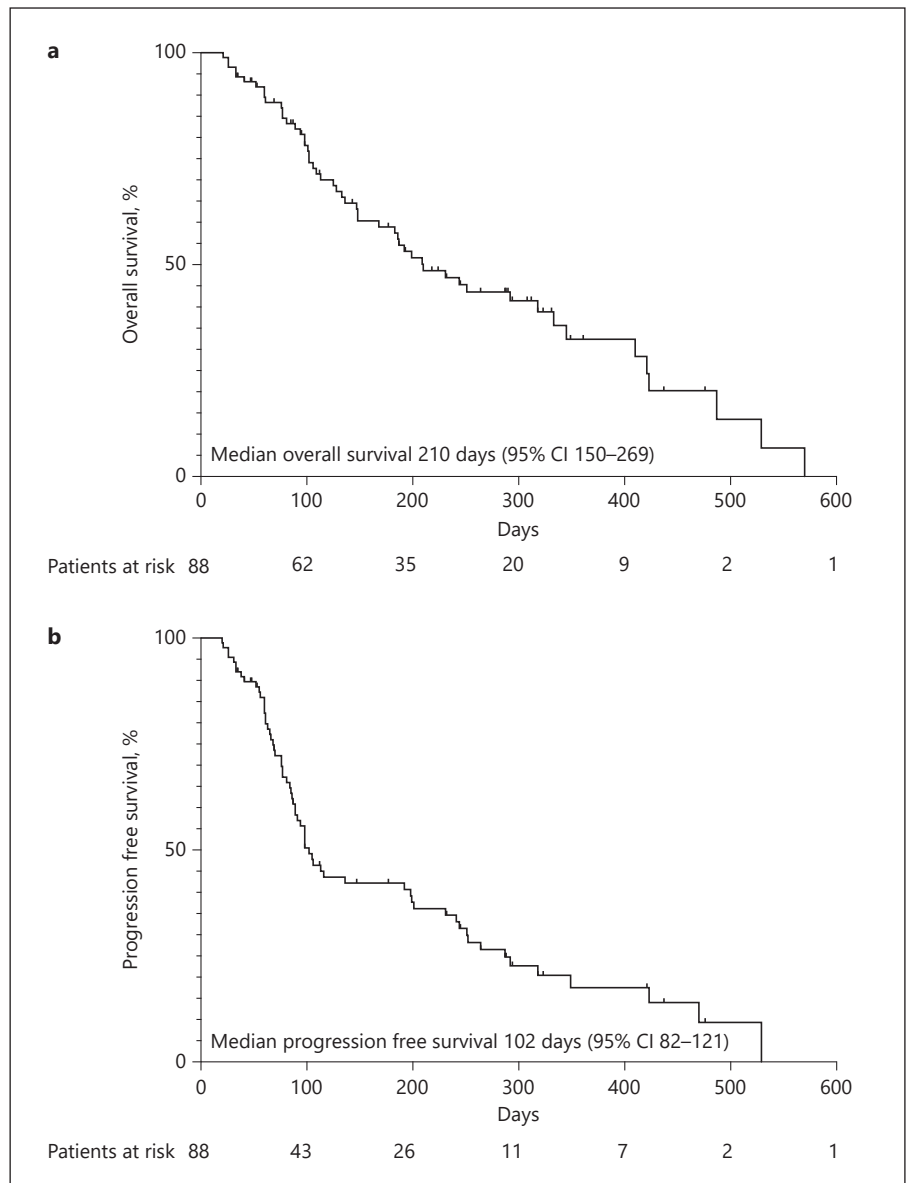 a
100
50
0
Overall survival, %
Median overall survival 210 days (95% CI 150–269)
0 100 200 300 400 500 600
Days
Patients at risk 88 62 35 20 9 2 1
b
100
50
0
Progression free survival, %
Median progression free survival 102 days (95% CI 82–121)
0 100 200 300 400 500 600
Days
Patients at risk 88 43 26 11 7 2 1